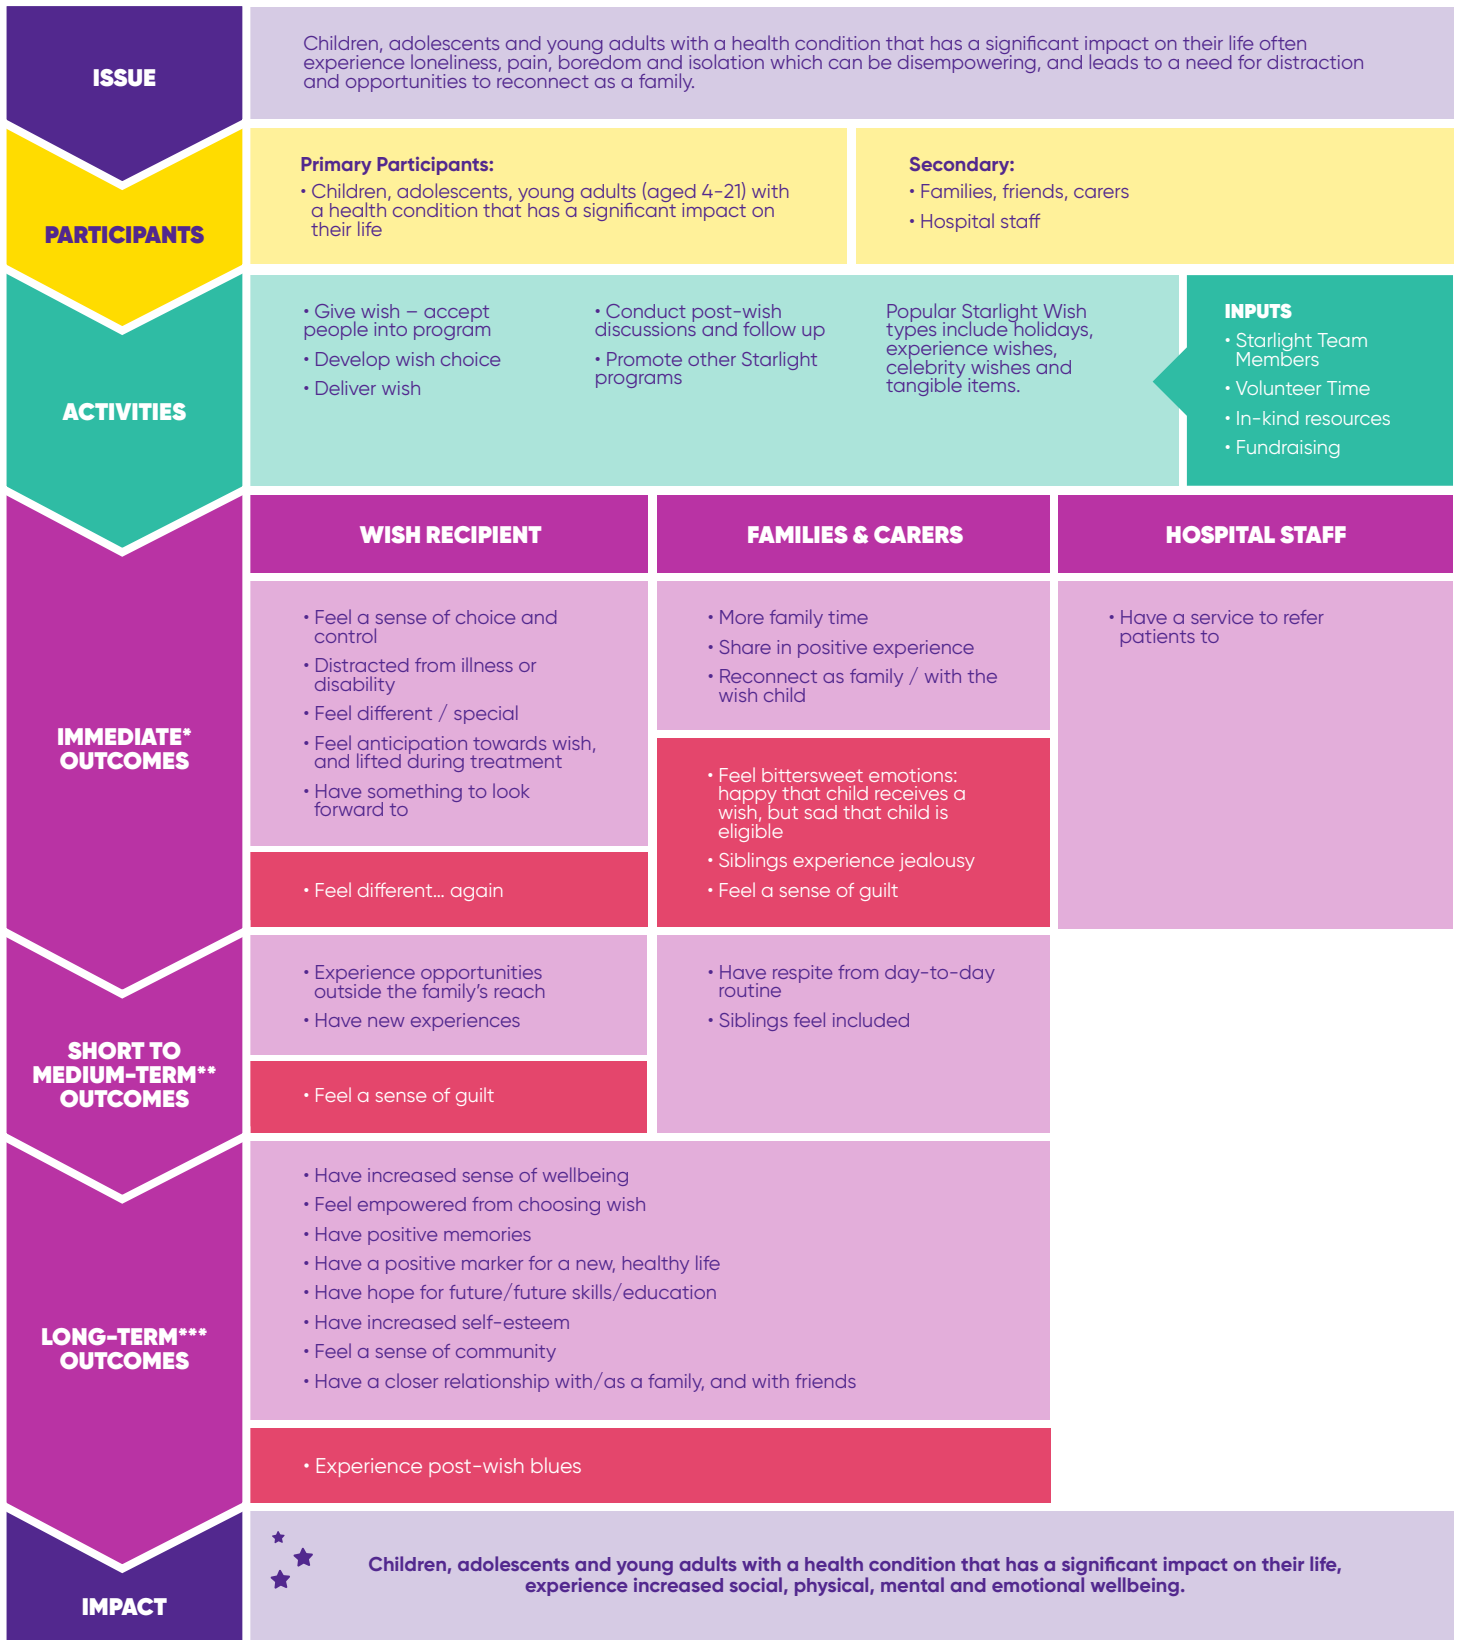 ISSUE
Children, adolescents and young adults with a health condition that has a significant impact on their life often
experience loneliness, pain, boredom and isolation which can be disempowering, and leads to a need for distraction
and opportunities to reconnect as a family.
PARTICIPANTS
Primary Participants:
• Children, adolescents, young adults (aged 4-21) with
a health condition that has a significant impact on
their life
Secondary:
• Families, friends, carers
• Hospital staff
ACTIVITIES
• Give wish – accept
people into program
• Develop wish choice
• Deliver wish
• Conduct post-wish
discussions and follow up
• Promote other Starlight
programs
Popular Starlight Wish
types include holidays,
experience wishes,
celebrity wishes and
tangible items.
INPUTS
• Starlight Team
Members
• Volunteer Time
• In-kind resources
• Fundraising
WISH RECIPIENT
FAMILIES & CARERS
HOSPITAL STAFF
IMMEDIATE*
OUTCOMES
• Feel a sense of choice and
control
• Distracted from illness or
disability
• Feel different / special
• Feel anticipation towards wish,
and lifted during treatment
• Have something to look
forward to
• Feel different... again
• More family time
• Share in positive experience
• Reconnect as family / with the
wish child
• Feel bittersweet emotions:
happy that child receives a
wish, but sad that child is
eligible
• Siblings experience jealousy
• Feel a sense of guilt
• Have a service to refer
patients to
SHORT TO
MEDIUM-TERM**
OUTCOMES
• Experience opportunities
outside the family's reach
• Have new experiences
• Feel a sense of guilt
• Have respite from day-to-day
routine
• Siblings feel included
LONG-TERM***
OUTCOMES
• Have increased sense of wellbeing
• Feel empowered from choosing wish
• Have positive memories
• Have a positive marker for a new, healthy life
• Have hope for future/future skills/education
• Have increased self-esteem
• Feel a sense of community
• Have a closer relationship with/as a family, and with friends
• Experience post-wish blues
IMPACT
Children, adolescents and young adults with a health condition that has a significant impact on their life,
experience increased social, physical, mental and emotional wellbeing.